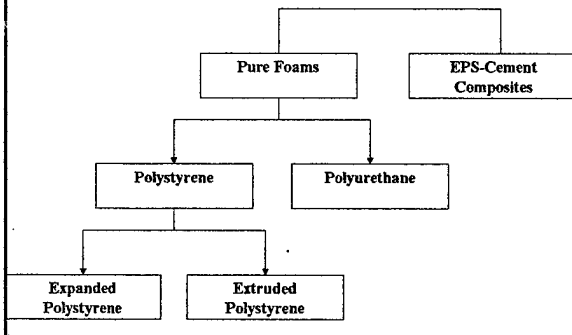 Pure Foams
EPS-Cement
Composites
Polystyrene
Polyurethane
Expanded
Polystyrene
Extruded
Polystyrene